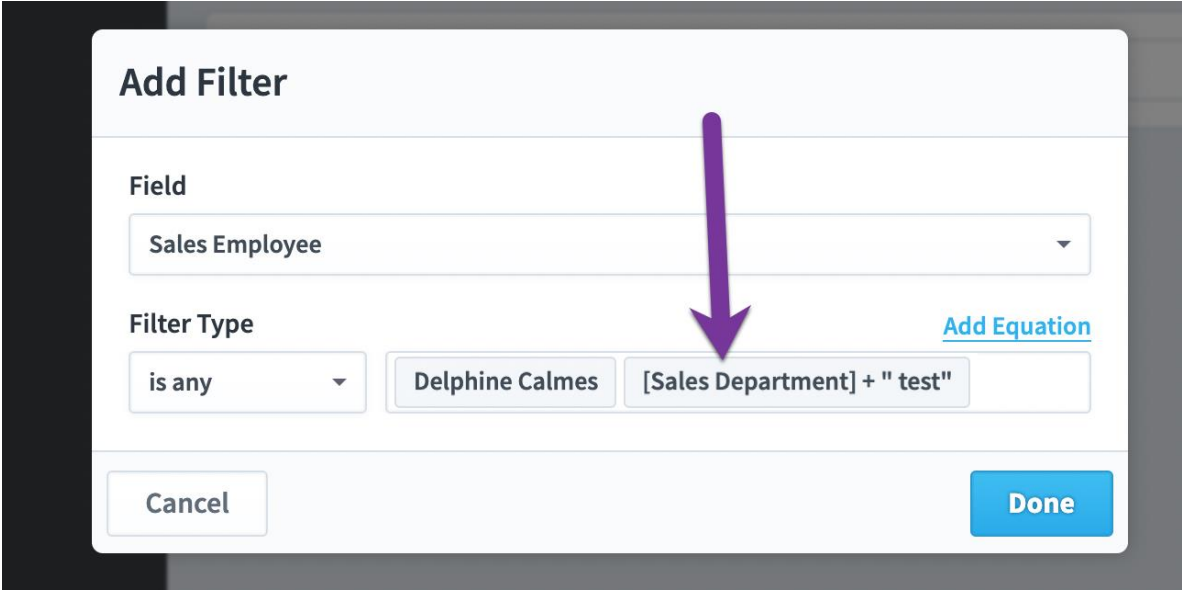 Add Filter
Field
Sales Employee
Filter Type
Add Equation
is any
Delphine Calmes
[Sales Department] + " test"
Cancel
Done